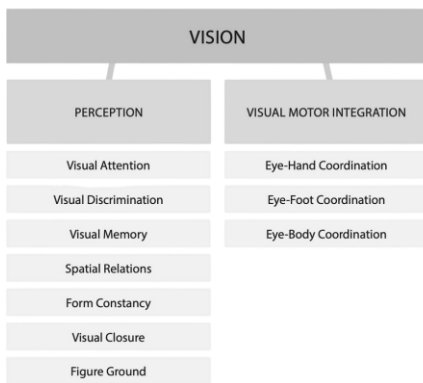 VISION
PERCEPTION
Visual Attention
Visual Discrimination
Visual Memory
Spatial Relations
Form Constancy
Visual Closure
Figure Ground
VISUAL MOTOR INTEGRATION
Eye-Hand Coordination
Eye-Foot Coordination
Eye-Body Coordination